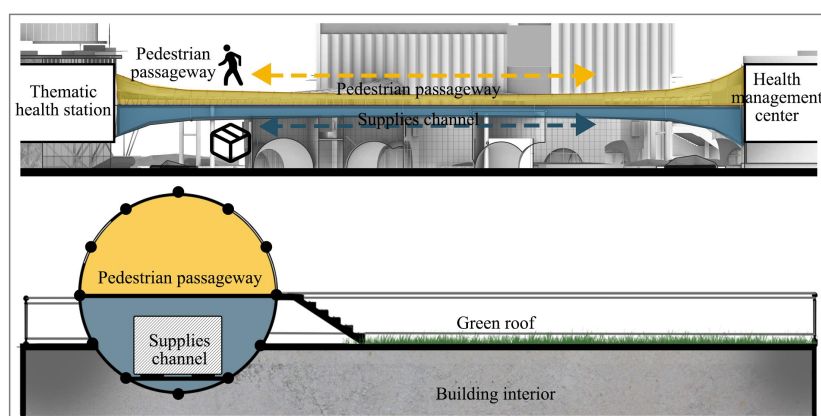 Pedestrian
passageway
Thematic
health station
Pedestrian passageway
Supplies channel
Health
management
center
Pedestrian passageway
Supplies
channel
Green roof
Building interior